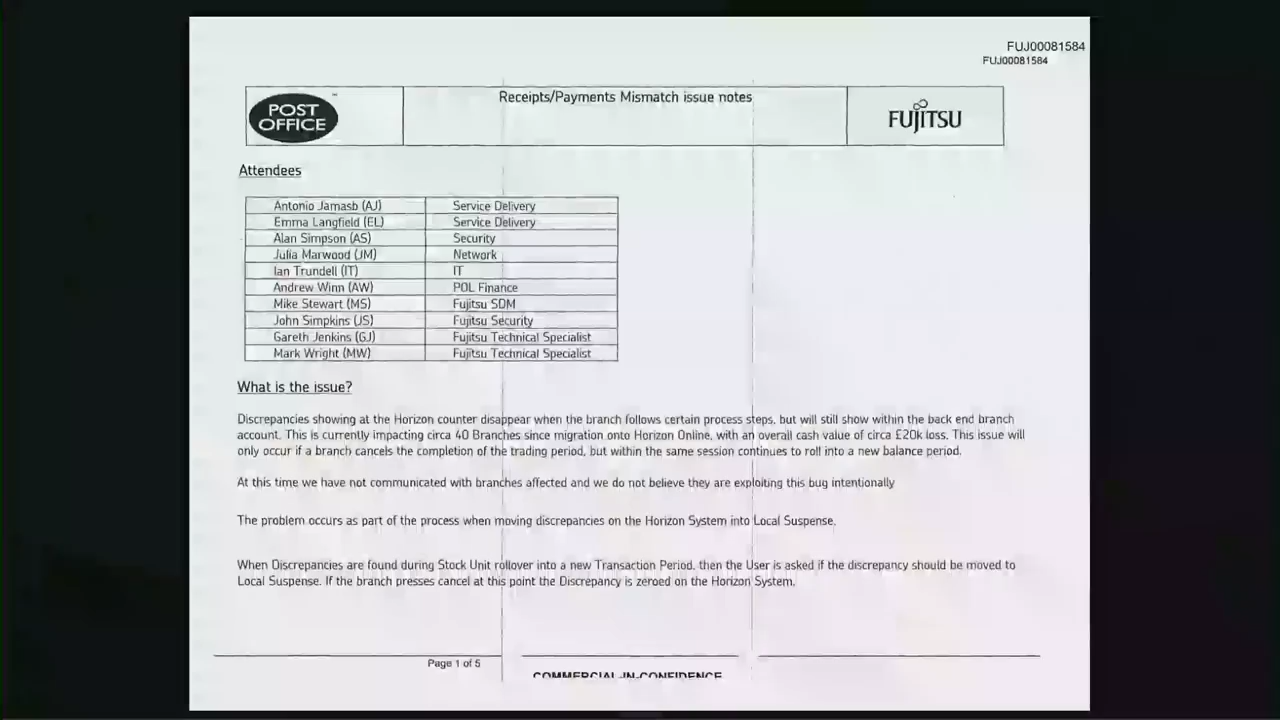 FUJ00081584
FUJ00081584
POST OFFICE
Receipts/Payments Mismatch issue notes
FUJITSU
Attendees
Antonio Jamasb (AJ) Service Delivery
Emma Langfield (EL) Service Delivery
Alan Simpson (AS) Security
Julia Marwood (JM) Network
Ian Trundell (IT) IT
Andrew Winn (AW) POL Finance
Mike Stewart (MS) Fujitsu SDM
John Simpkins (JS) Fujitsu Security
Gareth Jenkins (GJ) Fujitsu Technical Specialist
Mark Wright (MW) Fujitsu Technical Specialist
What is the issue?
Discrepancies showing at the Horizon counter disappear when the branch follows certain process steps, but will still show within the back end branch
account. This is currently impacting circa 40 Branches since migration onto Horizon Online, with an overall cash value of circa £20k loss. This issue will
only occur if a branch cancels the completion of the trading period, but within the same session continues to roll into a new balance period.
At this time we have not communicated with branches affected and we do not believe they are exploiting this bug intentionally
The problem occurs as part of the process when moving discrepancies on the Horizon System into Local Suspense.
When Discrepancies are found during Stock Unit rollover into a new Transaction Period, then the User is asked if the discrepancy should be moved to
Local Suspense. If the branch presses cancel at this point the Discrepancy is zeroed on the Horizon System.
Page 1 of 5
COMMERCIAL-IN-CONFIDENCE